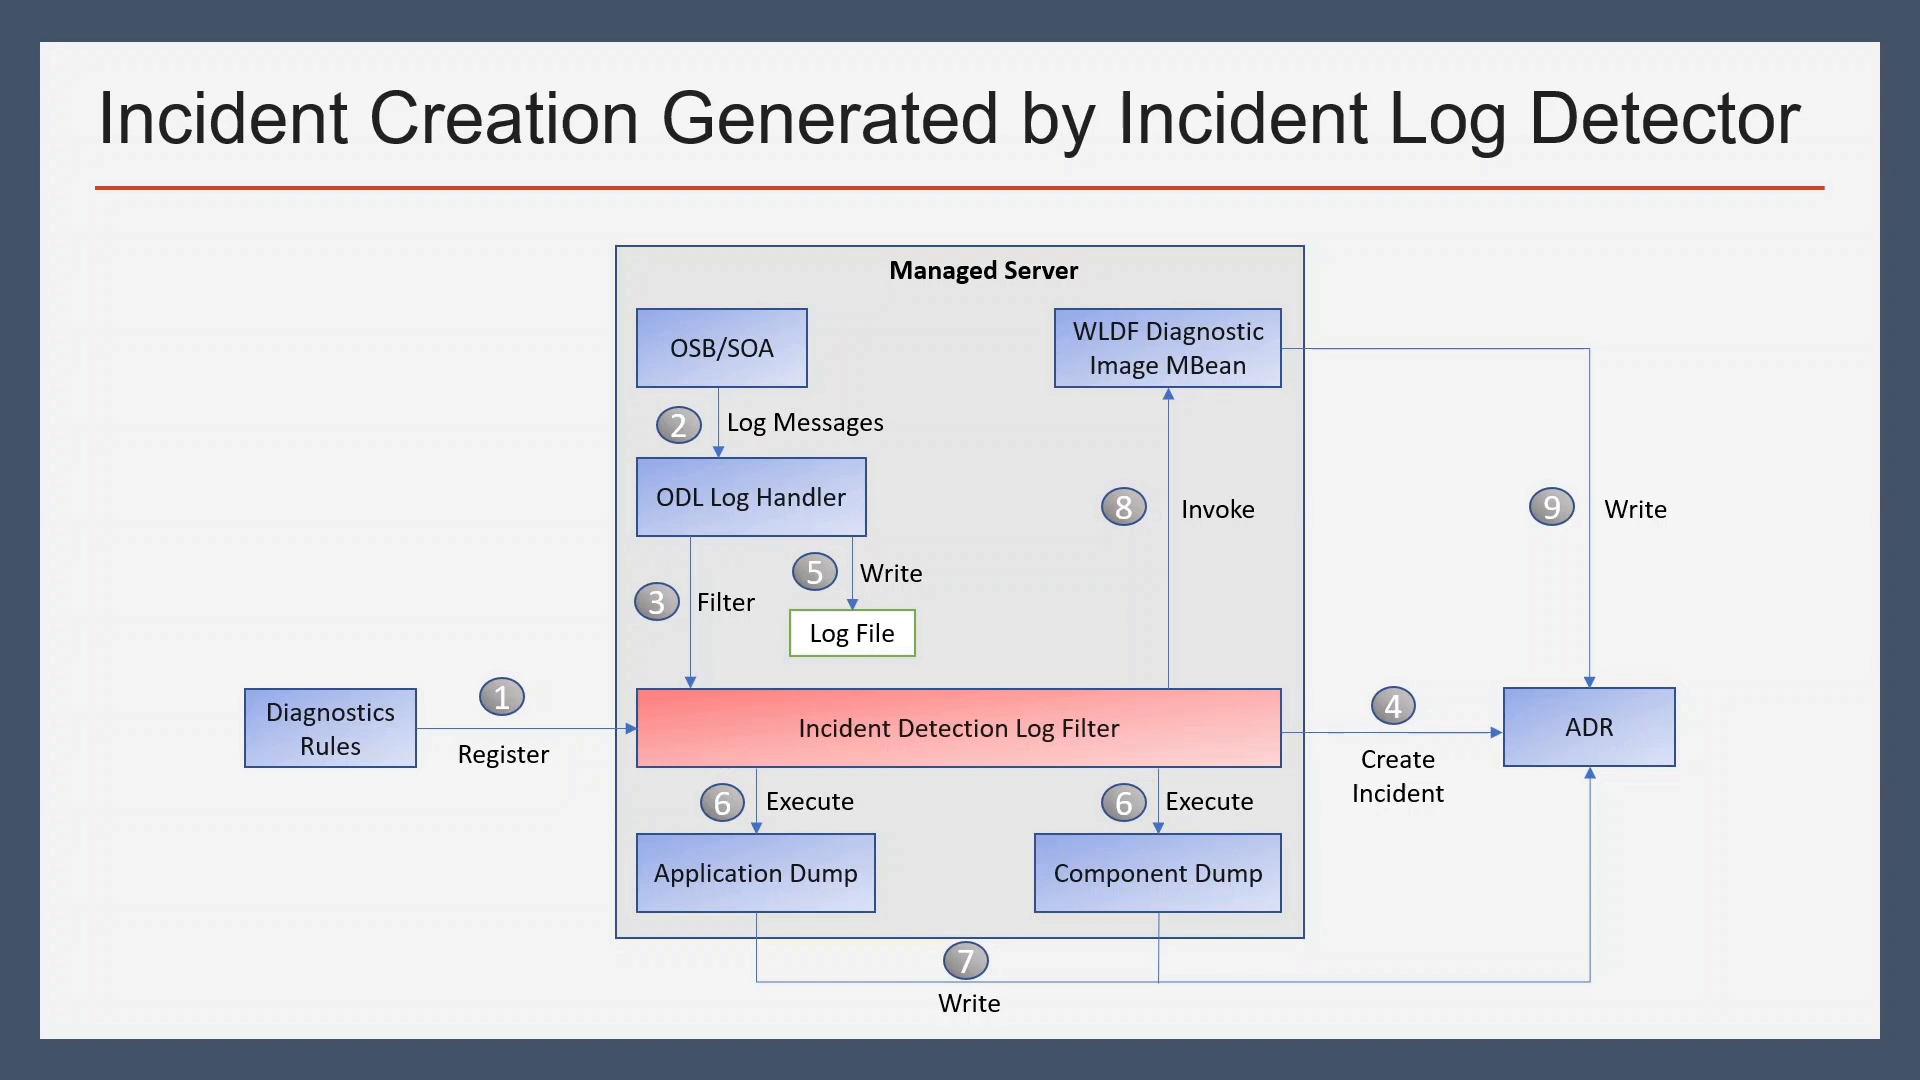 Incident Creation Generated by Incident Log Detector
Managed Server
OSB/SOA
WLDF Diagnostic
Image MBean
2
Log Messages
ODL Log Handler
8
Invoke
9
Write
5
Write
3
Filter
Log File
1
Diagnostics
Rules
Register
Incident Detection Log Filter
4
Create
Incident
ADR
6
Execute
6
Execute
Application Dump
Component Dump
7
Write